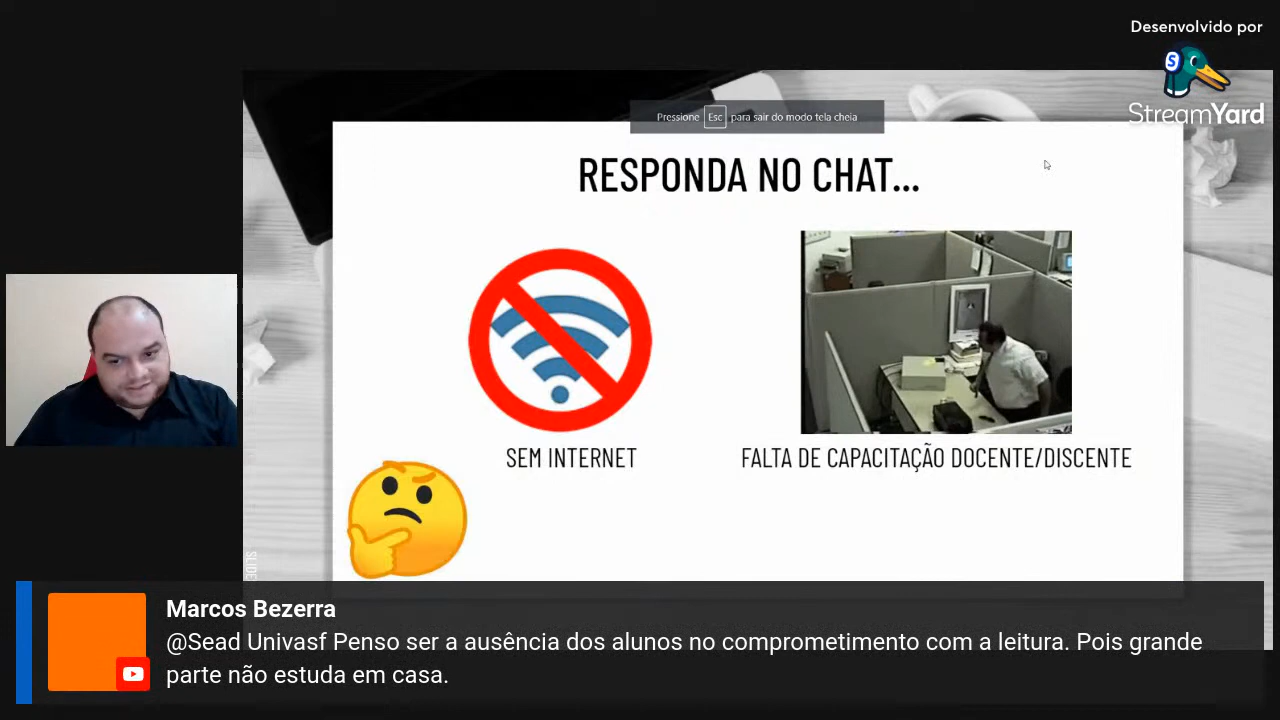 Desenvolvido por
StreamYard
Pressione Esc para sair do modo tela cheia
RESPONDA NO CHAT...
SEM INTERNET
FALTA DE CAPACITAÇÃO DOCENTE/DISCENTE
SLIDE
Marcos Bezerra
@Sead Univasf Penso ser a ausência dos alunos no comprometimento com a leitura. Pois grande
parte não estuda em casa.